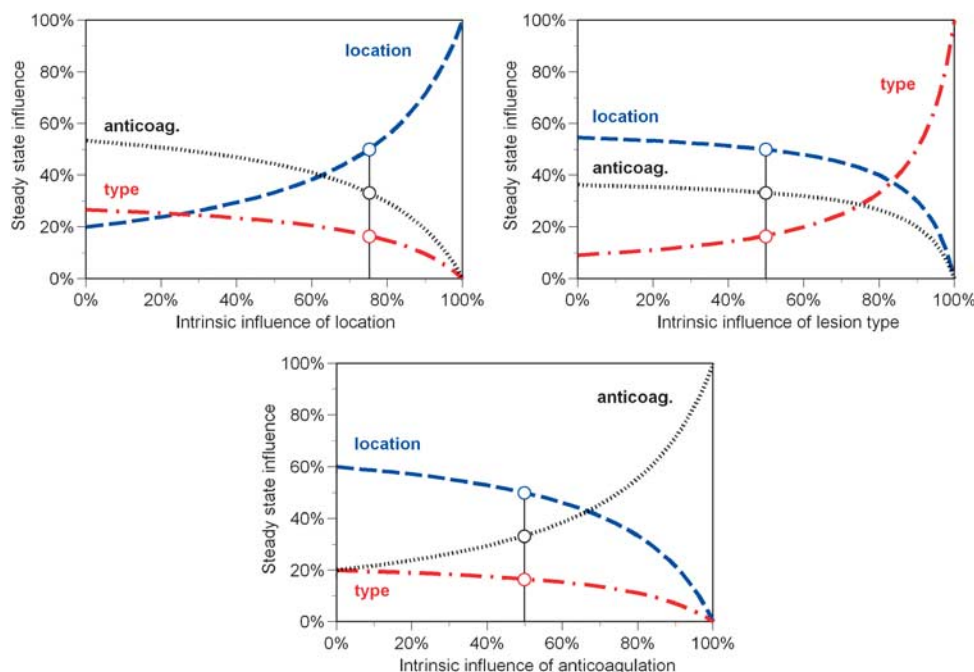 100%
80%
60%
40%
20%
0%
Steady state influence
location
anticoag.
type
0% 20% 40% 60% 80% 100%
Intrinsic influence of location
100%
80%
60%
40%
20%
0%
Steady state influence
type
location
anticoag.
0% 20% 40% 60% 80% 100%
Intrinsic influence of lesion type
100%
80%
60%
40%
20%
0%
Steady state influence
anticoag.
location
type
0% 20% 40% 60% 80% 100%
Intrinsic influence of anticoagulation